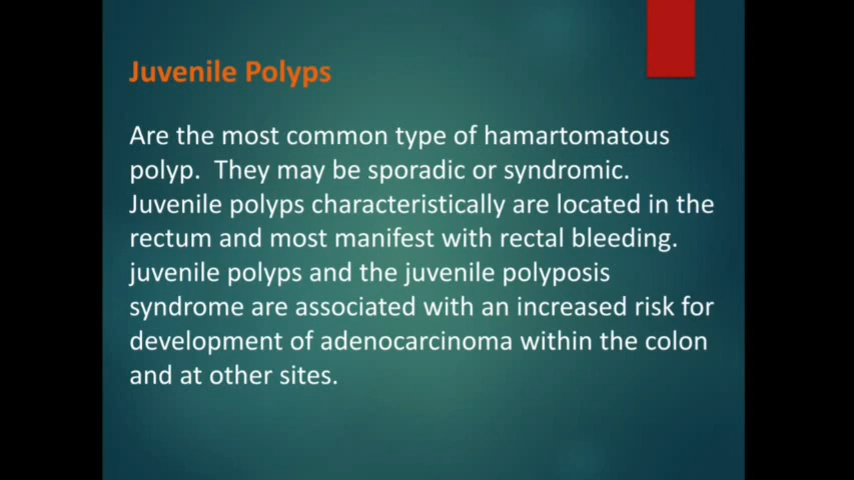 Juvenile Polyps
Are the most common type of hamartomatous
polyp.  They may be sporadic or syndromic.
Juvenile polyps characteristically are located in the
rectum and most manifest with rectal bleeding.
juvenile polyps and the juvenile polyposis
syndrome are associated with an increased risk for
development of adenocarcinoma within the colon
and at other sites.